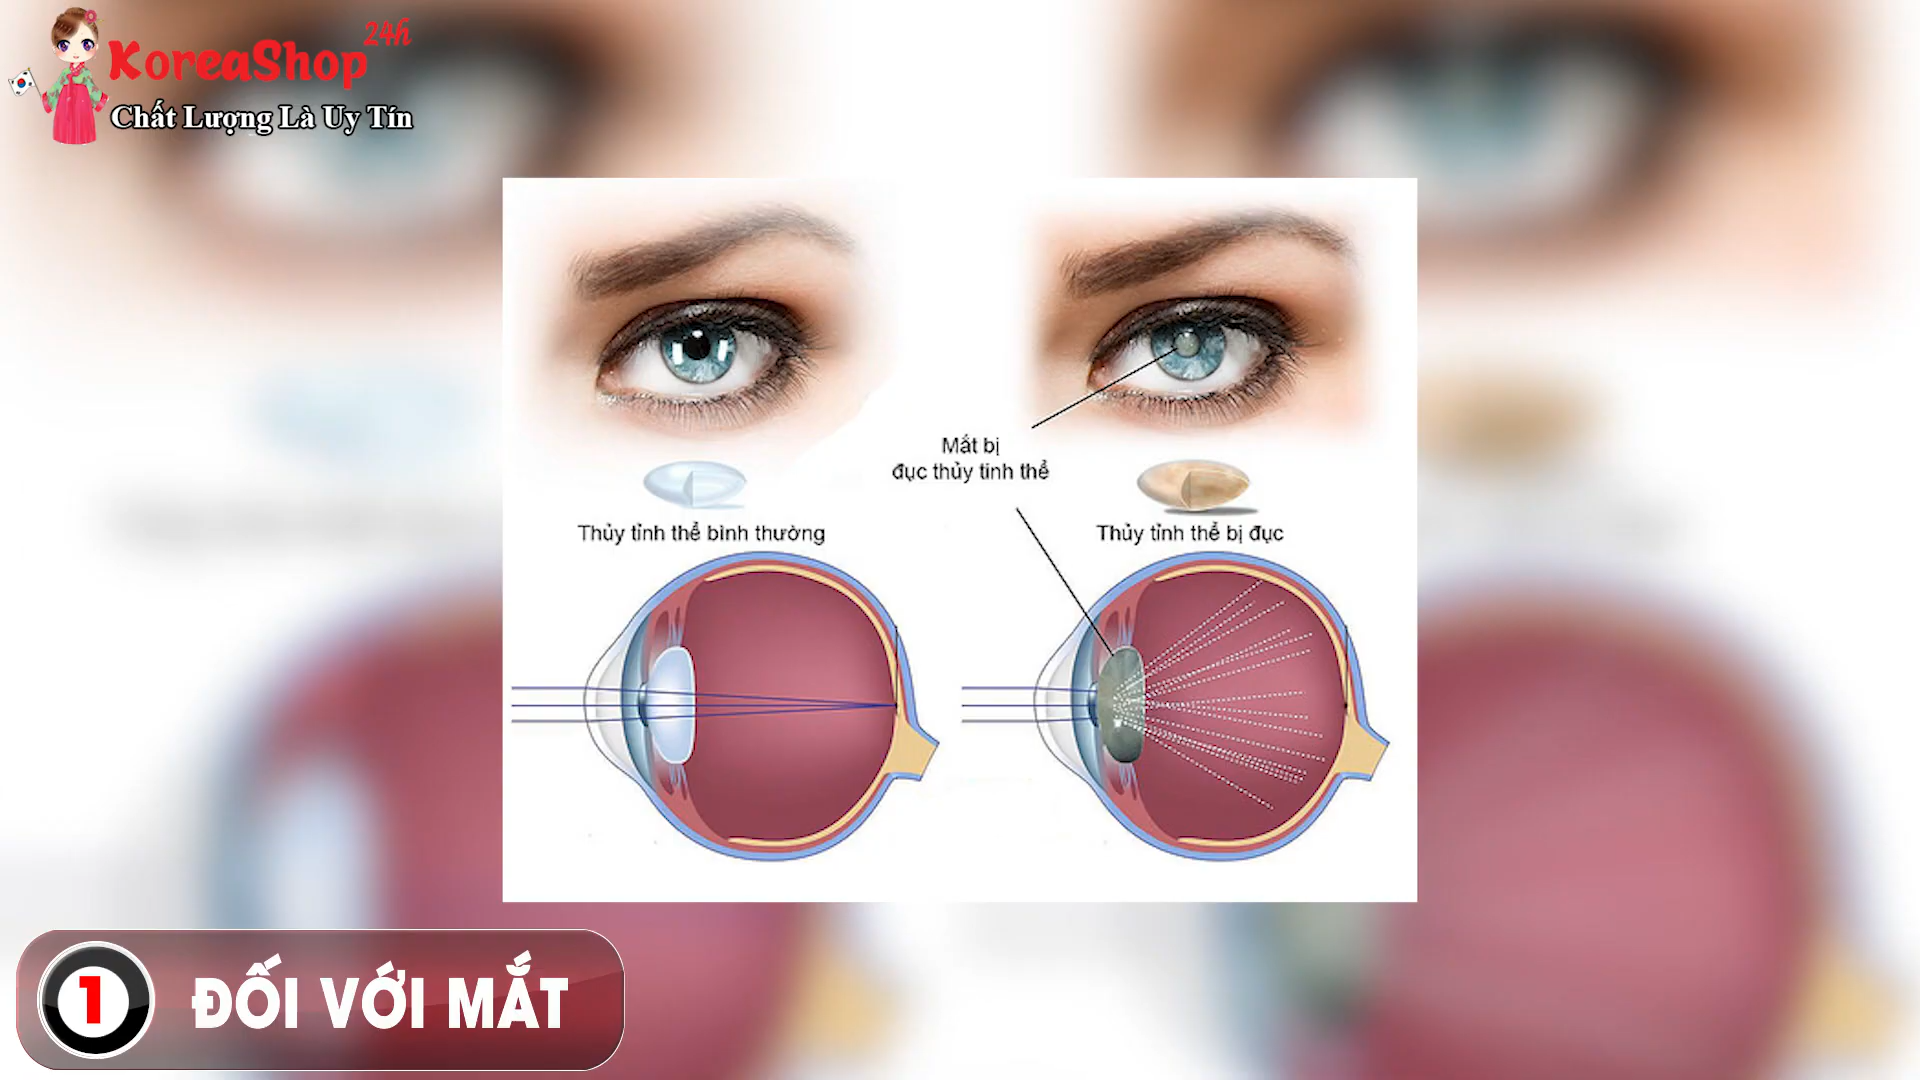 KoreaShop 24h
Chất Lượng Là Uy Tín
Mắt bị
đục thủy tinh thể
Thủy tinh thể bình thường
Thủy tinh thể bị đục
1 ĐỐI VỚI MẮT